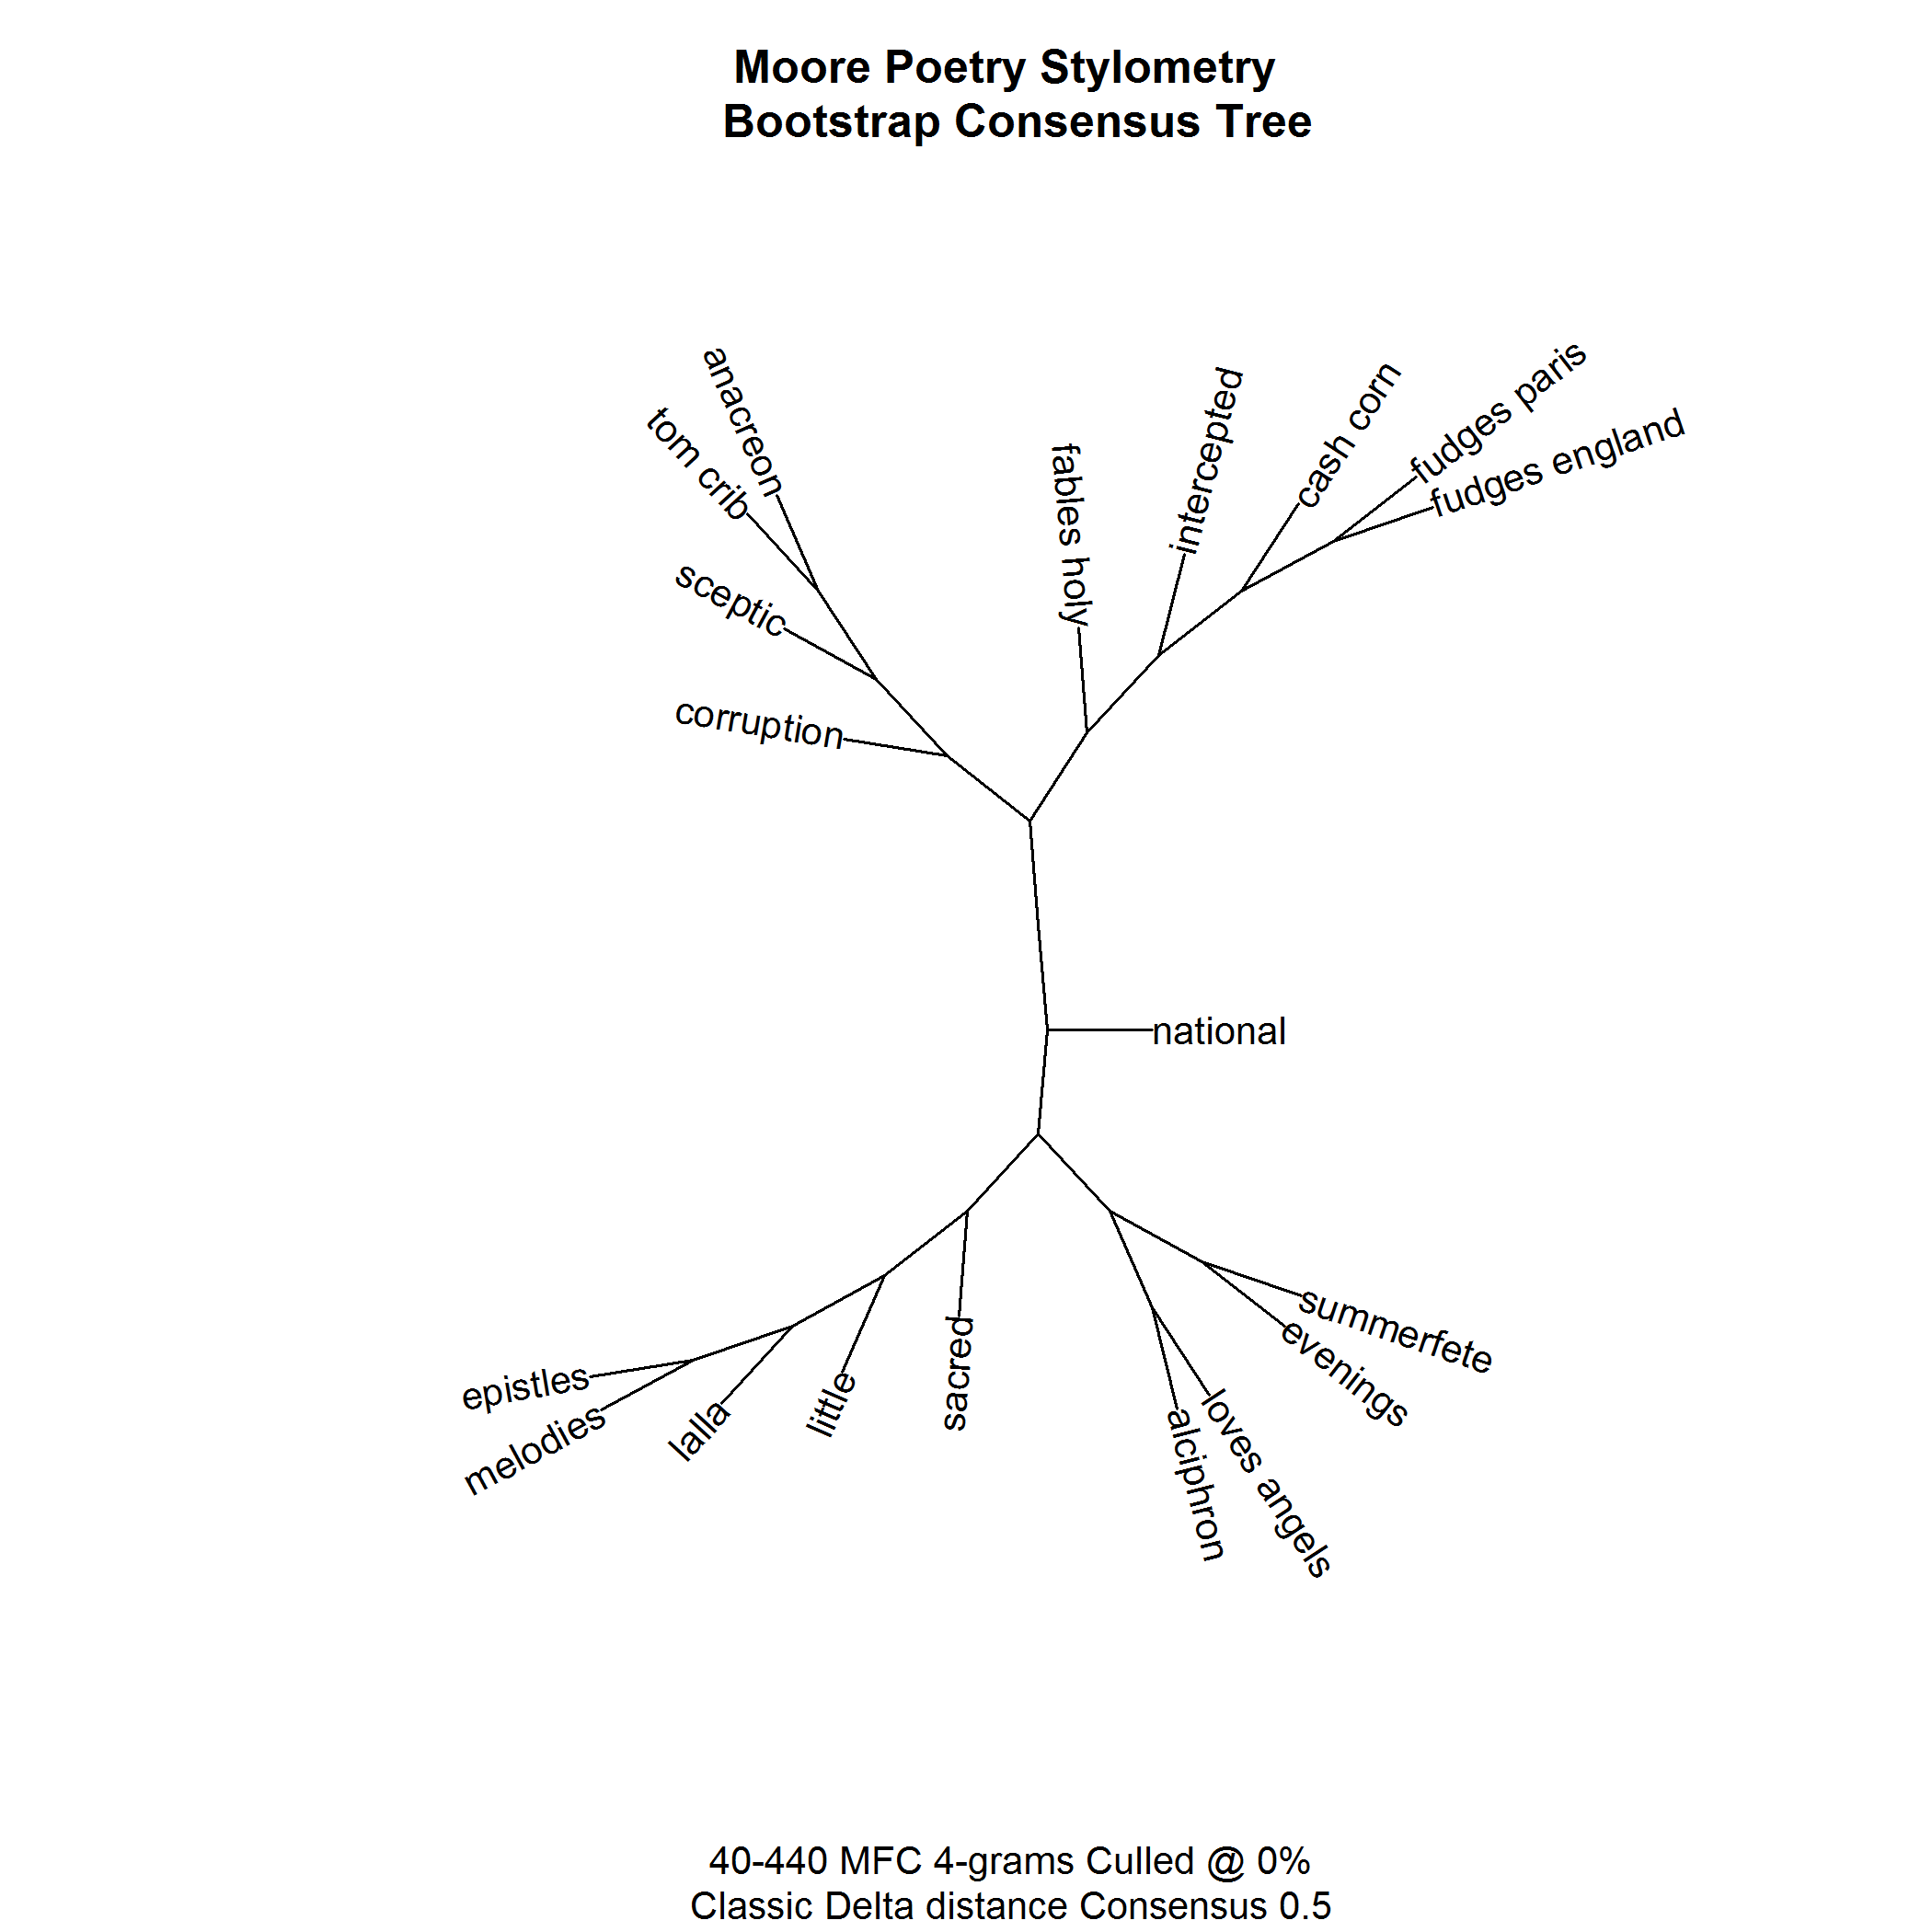 Moore Poetry Stylometry
Bootstrap Consensus Tree
anacreon
tom crib
sceptic
corruption
fables holy
intercepted
cash corn
fudges paris
fudges england
national
summerfete
evenings
loves angels
alciphron
sacred
little
lalla
melodies
epistles
40-440 MFC 4-grams Culled @ 0%
Classic Delta distance Consensus 0.5